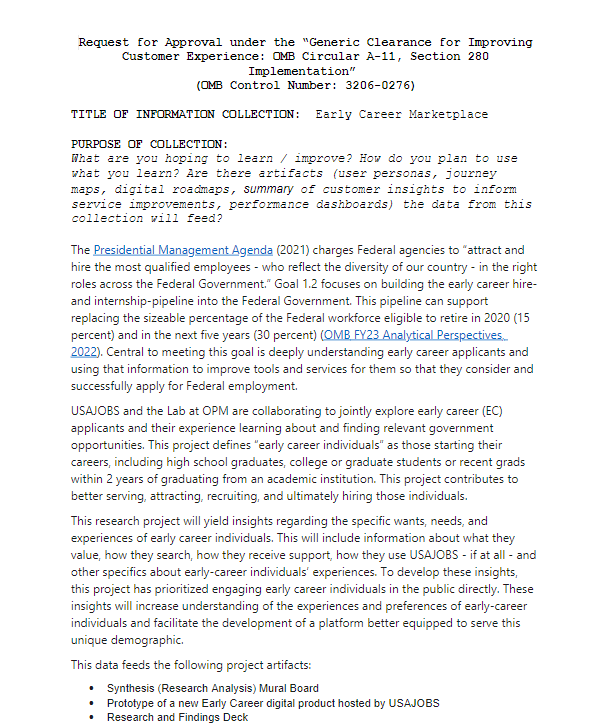 Request for Approval under the “Generic Clearance for Improving
Customer Experience: OMB Circular A-11, Section 280
Implementation”
(OMB Control Number: 3206-0276)
TITLE OF INFORMATION COLLECTION: Early Career Marketplace
PURPOSE OF COLLECTION:
What are you hoping to learn / improve? How do you plan to use
what you learn? Are there artifacts (user personas, journey
maps, digital roadmaps, summary of customer insights to inform
service improvements, performance dashboards) the data from this
collection will feed?
The Presidential Management Agenda (2021) charges Federal agencies to “attract and
hire the most qualified employees - who reflect the diversity of our country - in the right
roles across the Federal Government.” Goal 1.2 focuses on building the early career hire-
and internship-pipeline into the Federal Government. This pipeline can support
replacing the sizeable percentage of the Federal workforce eligible to retire in 2020 (15
percent) and in the next five years (30 percent) (OMB FY23 Analytical Perspectives,
2022). Central to meeting this goal is deeply understanding early career applicants and
using that information to improve tools and services for them so that they consider and
successfully apply for Federal employment.
USAJOBS and the Lab at OPM are collaborating to jointly explore early career (EC)
applicants and their experience learning about and finding relevant government
opportunities. This project defines “early career individuals” as those starting their
careers, including high school graduates, college or graduate students or recent grads
within 2 years of graduating from an academic institution. This project contributes to
better serving, attracting, recruiting, and ultimately hiring those individuals.
This research project will yield insights regarding the specific wants, needs, and
experiences of early career individuals. This will include information about what they
value, how they search, how they receive support, how they use USAJOBS - if at all - and
other specifics about early-career individuals’ experiences. To develop these insights,
this project has prioritized engaging early career individuals in the public directly. These
insights will increase understanding of the experiences and preferences of early-career
individuals and facilitate the development of a platform better equipped to serve this
unique demographic.
This data feeds the following project artifacts:
• Synthesis (Research Analysis) Mural Board
• Prototype of a new Early Career digital product hosted by USAJOBS
• Research and Findings Deck